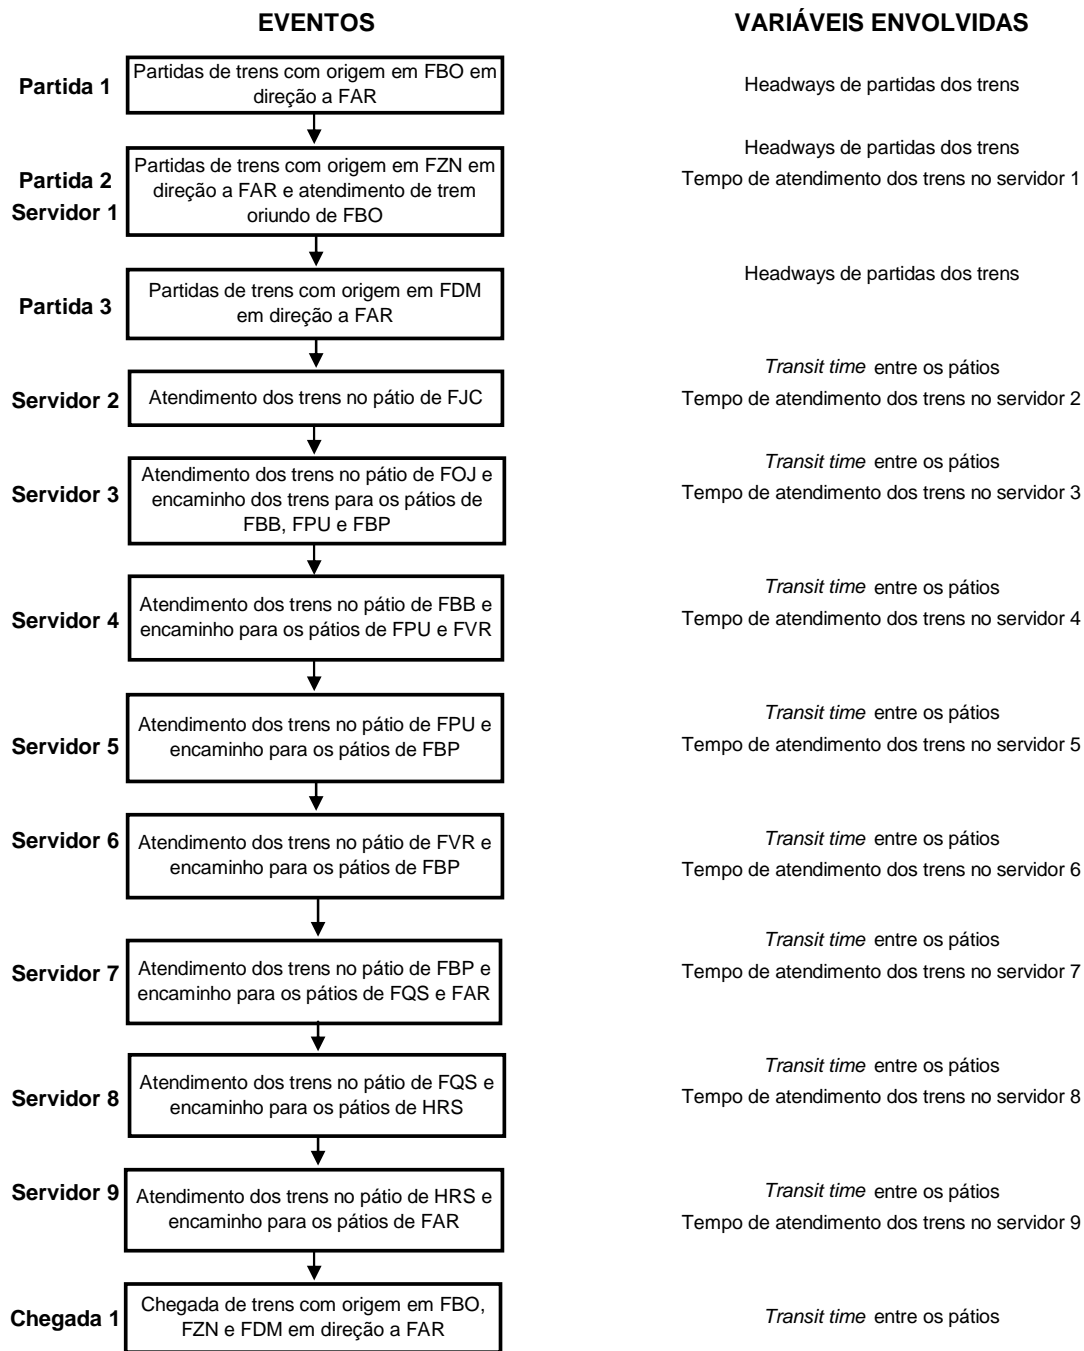 EVENTOS
VARIÁVEIS ENVOLVIDAS
Partida 1
Partidas de trens com origem em FBO em
direção a FAR
Headways de partidas dos trens
Partida 2
Servidor 1
Partidas de trens com origem em FZN em
direção a FAR e atendimento de trem
oriundo de FBO
Headways de partidas dos trens
Tempo de atendimento dos trens no servidor 1
Partida 3
Partidas de trens com origem em FDM
em direção a FAR
Headways de partidas dos trens
Servidor 2
Atendimento dos trens no pátio de FJC
Transit time entre os pátios
Tempo de atendimento dos trens no servidor 2
Servidor 3
Atendimento dos trens no pátio de FOJ e
encaminho dos trens para os pátios de
FBB, FPU e FBP
Transit time entre os pátios
Tempo de atendimento dos trens no servidor 3
Servidor 4
Atendimento dos trens no pátio de FBB e
encaminho para os pátios de FPU e FVR
Transit time entre os pátios
Tempo de atendimento dos trens no servidor 4
Servidor 5
Atendimento dos trens no pátio de FPU e
encaminho para os pátios de FBP
Transit time entre os pátios
Tempo de atendimento dos trens no servidor 5
Servidor 6
Atendimento dos trens no pátio de FVR e
encaminho para os pátios de FBP
Transit time entre os pátios
Tempo de atendimento dos trens no servidor 6
Servidor 7
Atendimento dos trens no pátio de FBP e
encaminho para os pátios de FQS e FAR
Transit time entre os pátios
Tempo de atendimento dos trens no servidor 7
Servidor 8
Atendimento dos trens no pátio de FQS e
encaminho para os pátios de HRS
Transit time entre os pátios
Tempo de atendimento dos trens no servidor 8
Servidor 9
Atendimento dos trens no pátio de HRS e
encaminho para os pátios de FAR
Transit time entre os pátios
Tempo de atendimento dos trens no servidor 9
Chegada 1
Chegada de trens com origem em FBO,
FZN e FDM em direção a FAR
Transit time entre os pátios